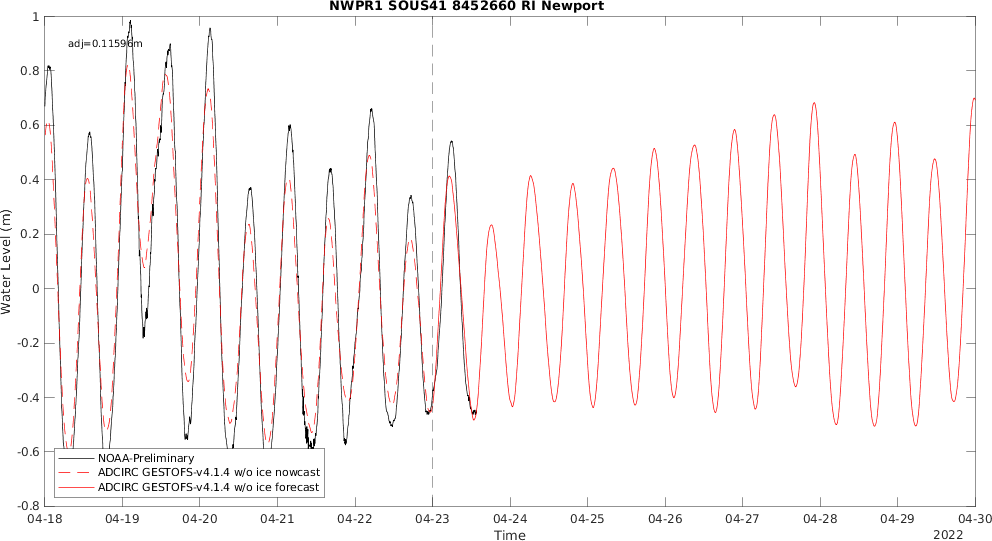 NWPR1 SOUS41 8452660 RI Newport
adj=0.11596m
Water Level (m)
1
0.8
0.6
0.4
0.2
0
-0.2
-0.4
-0.6
-0.8
NOAA-Preliminary
ADCIRC GESTOFS-v4.1.4 w/o ice nowcast
ADCIRC GESTOFS-v4.1.4 w/o ice forecast
04-18 04-19 04-20 04-21 04-22 04-23 04-24 04-25 04-26 04-27 04-28 04-29 04-30
Time
2022